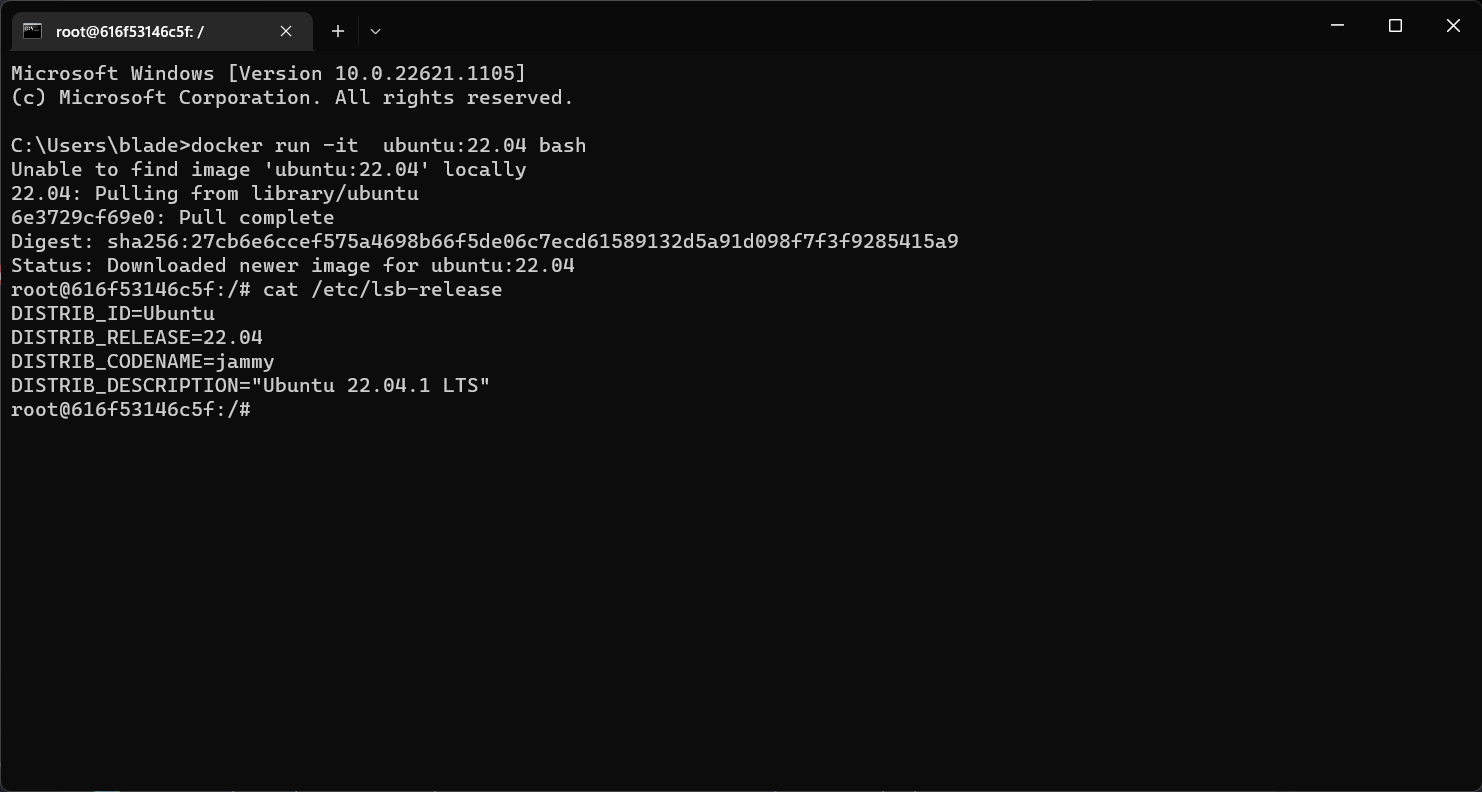 root@616f53146c5f: /
Microsoft Windows [Version 10.0.22621.1105]
(c) Microsoft Corporation. All rights reserved.
C:\Users\blade>docker run -it  ubuntu:22.04 bash
Unable to find image 'ubuntu:22.04' locally
22.04: Pulling from library/ubuntu
6e3729cf69e0: Pull complete
Digest: sha256:27cb6e6ccef575a4698b66f5de06c7ecd61589132d5a91d098f7f3f9285415a9
Status: Downloaded newer image for ubuntu:22.04
root@616f53146c5f:/# cat /etc/lsb-release
DISTRIB_ID=Ubuntu
DISTRIB_RELEASE=22.04
DISTRIB_CODENAME=jammy
DISTRIB_DESCRIPTION="Ubuntu 22.04.1 LTS"
root@616f53146c5f:/#